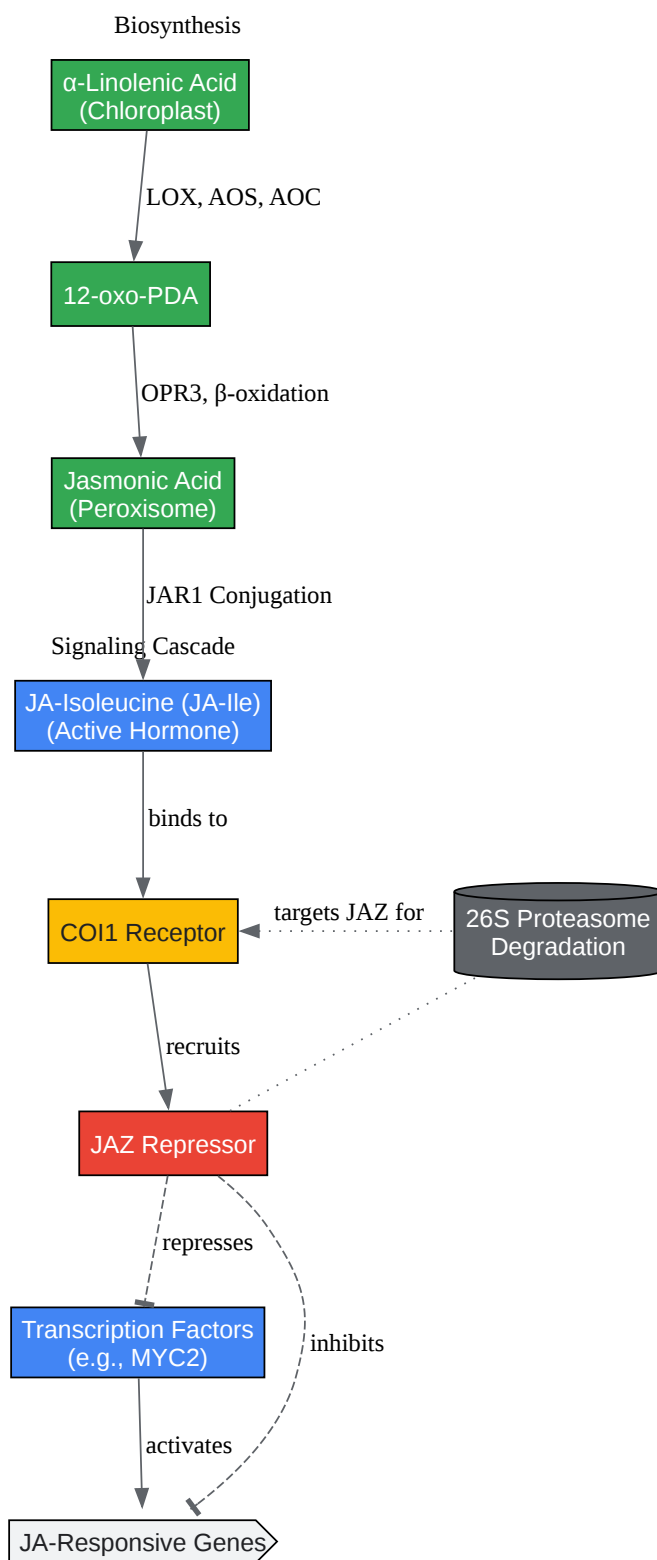 Biosynthesis
α-Linolenic Acid
(Chloroplast)
LOX, AOS, AOC
12-oxo-PDA
OPR3, β-oxidation
Jasmonic Acid
(Peroxisome)
JAR1 Conjugation
Signaling Cascade
JA-Isoleucine (JA-Ile)
(Active Hormone)
binds to
COI1 Receptor
targets JAZ for
26S Proteasome
Degradation
recruits
JAZ Repressor
represses
Transcription Factors
(e.g., MYC2)
inhibits
activates
JA-Responsive Genes